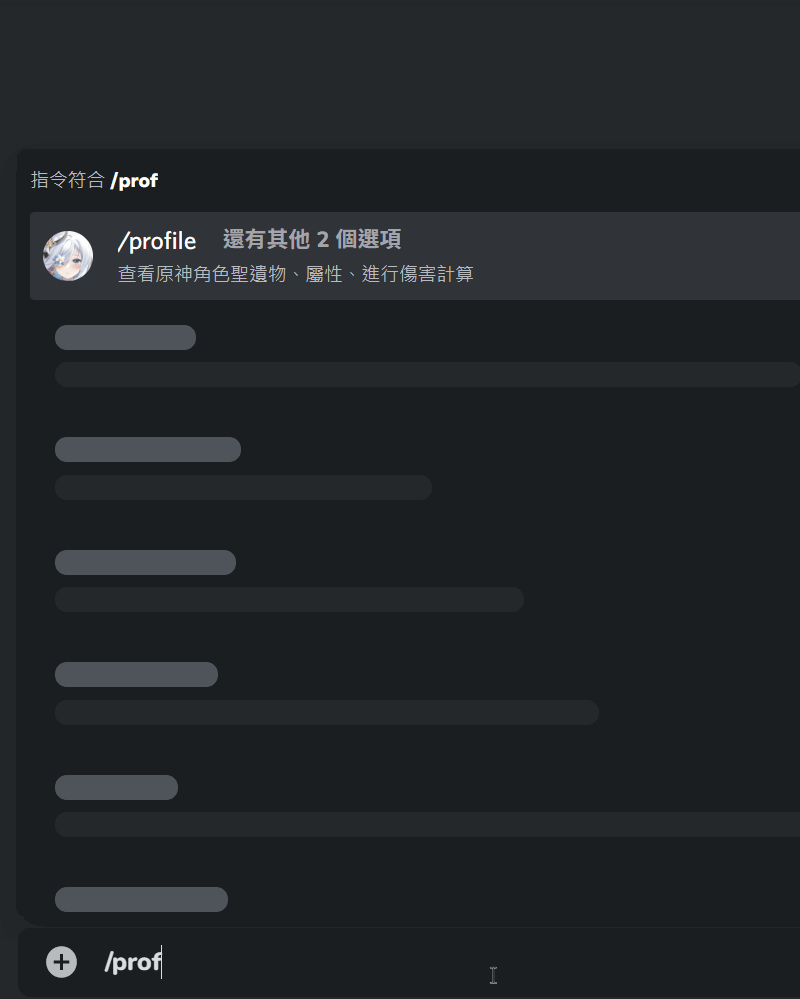 指令符合 /prof
/profile 還有其他 2 個選項
查看原神角色聖遺物、屬性、進行傷害計算
/prof